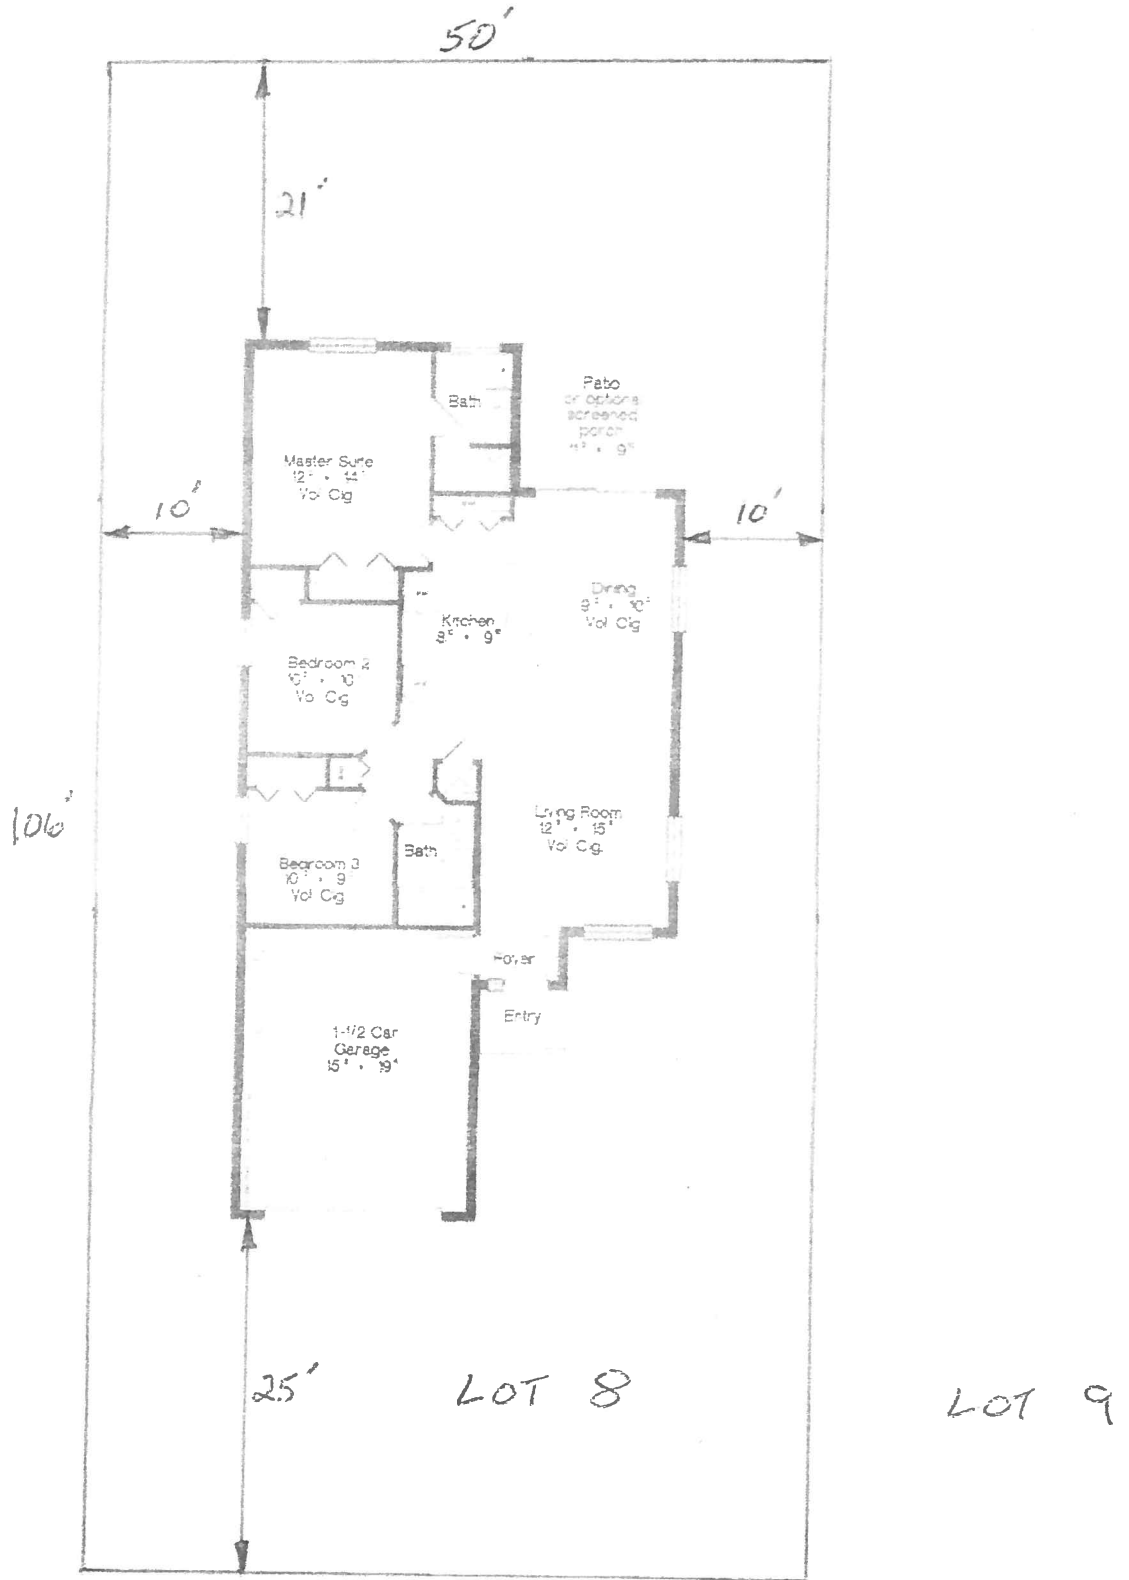 50'
21'
Patio
or optional
screened
porch
Bath
Master Suite
Vol Clg
10'
10'
Dining
Vol Clg
Kitchen
Bedroom 2
Vol Clg
106'
Living Room
Vol Clg.
Bath
Bedroom 3
Vol Clg
Foyer
Entry
1-1/2 Car
Garage
25'
LOT 8
LOT 9